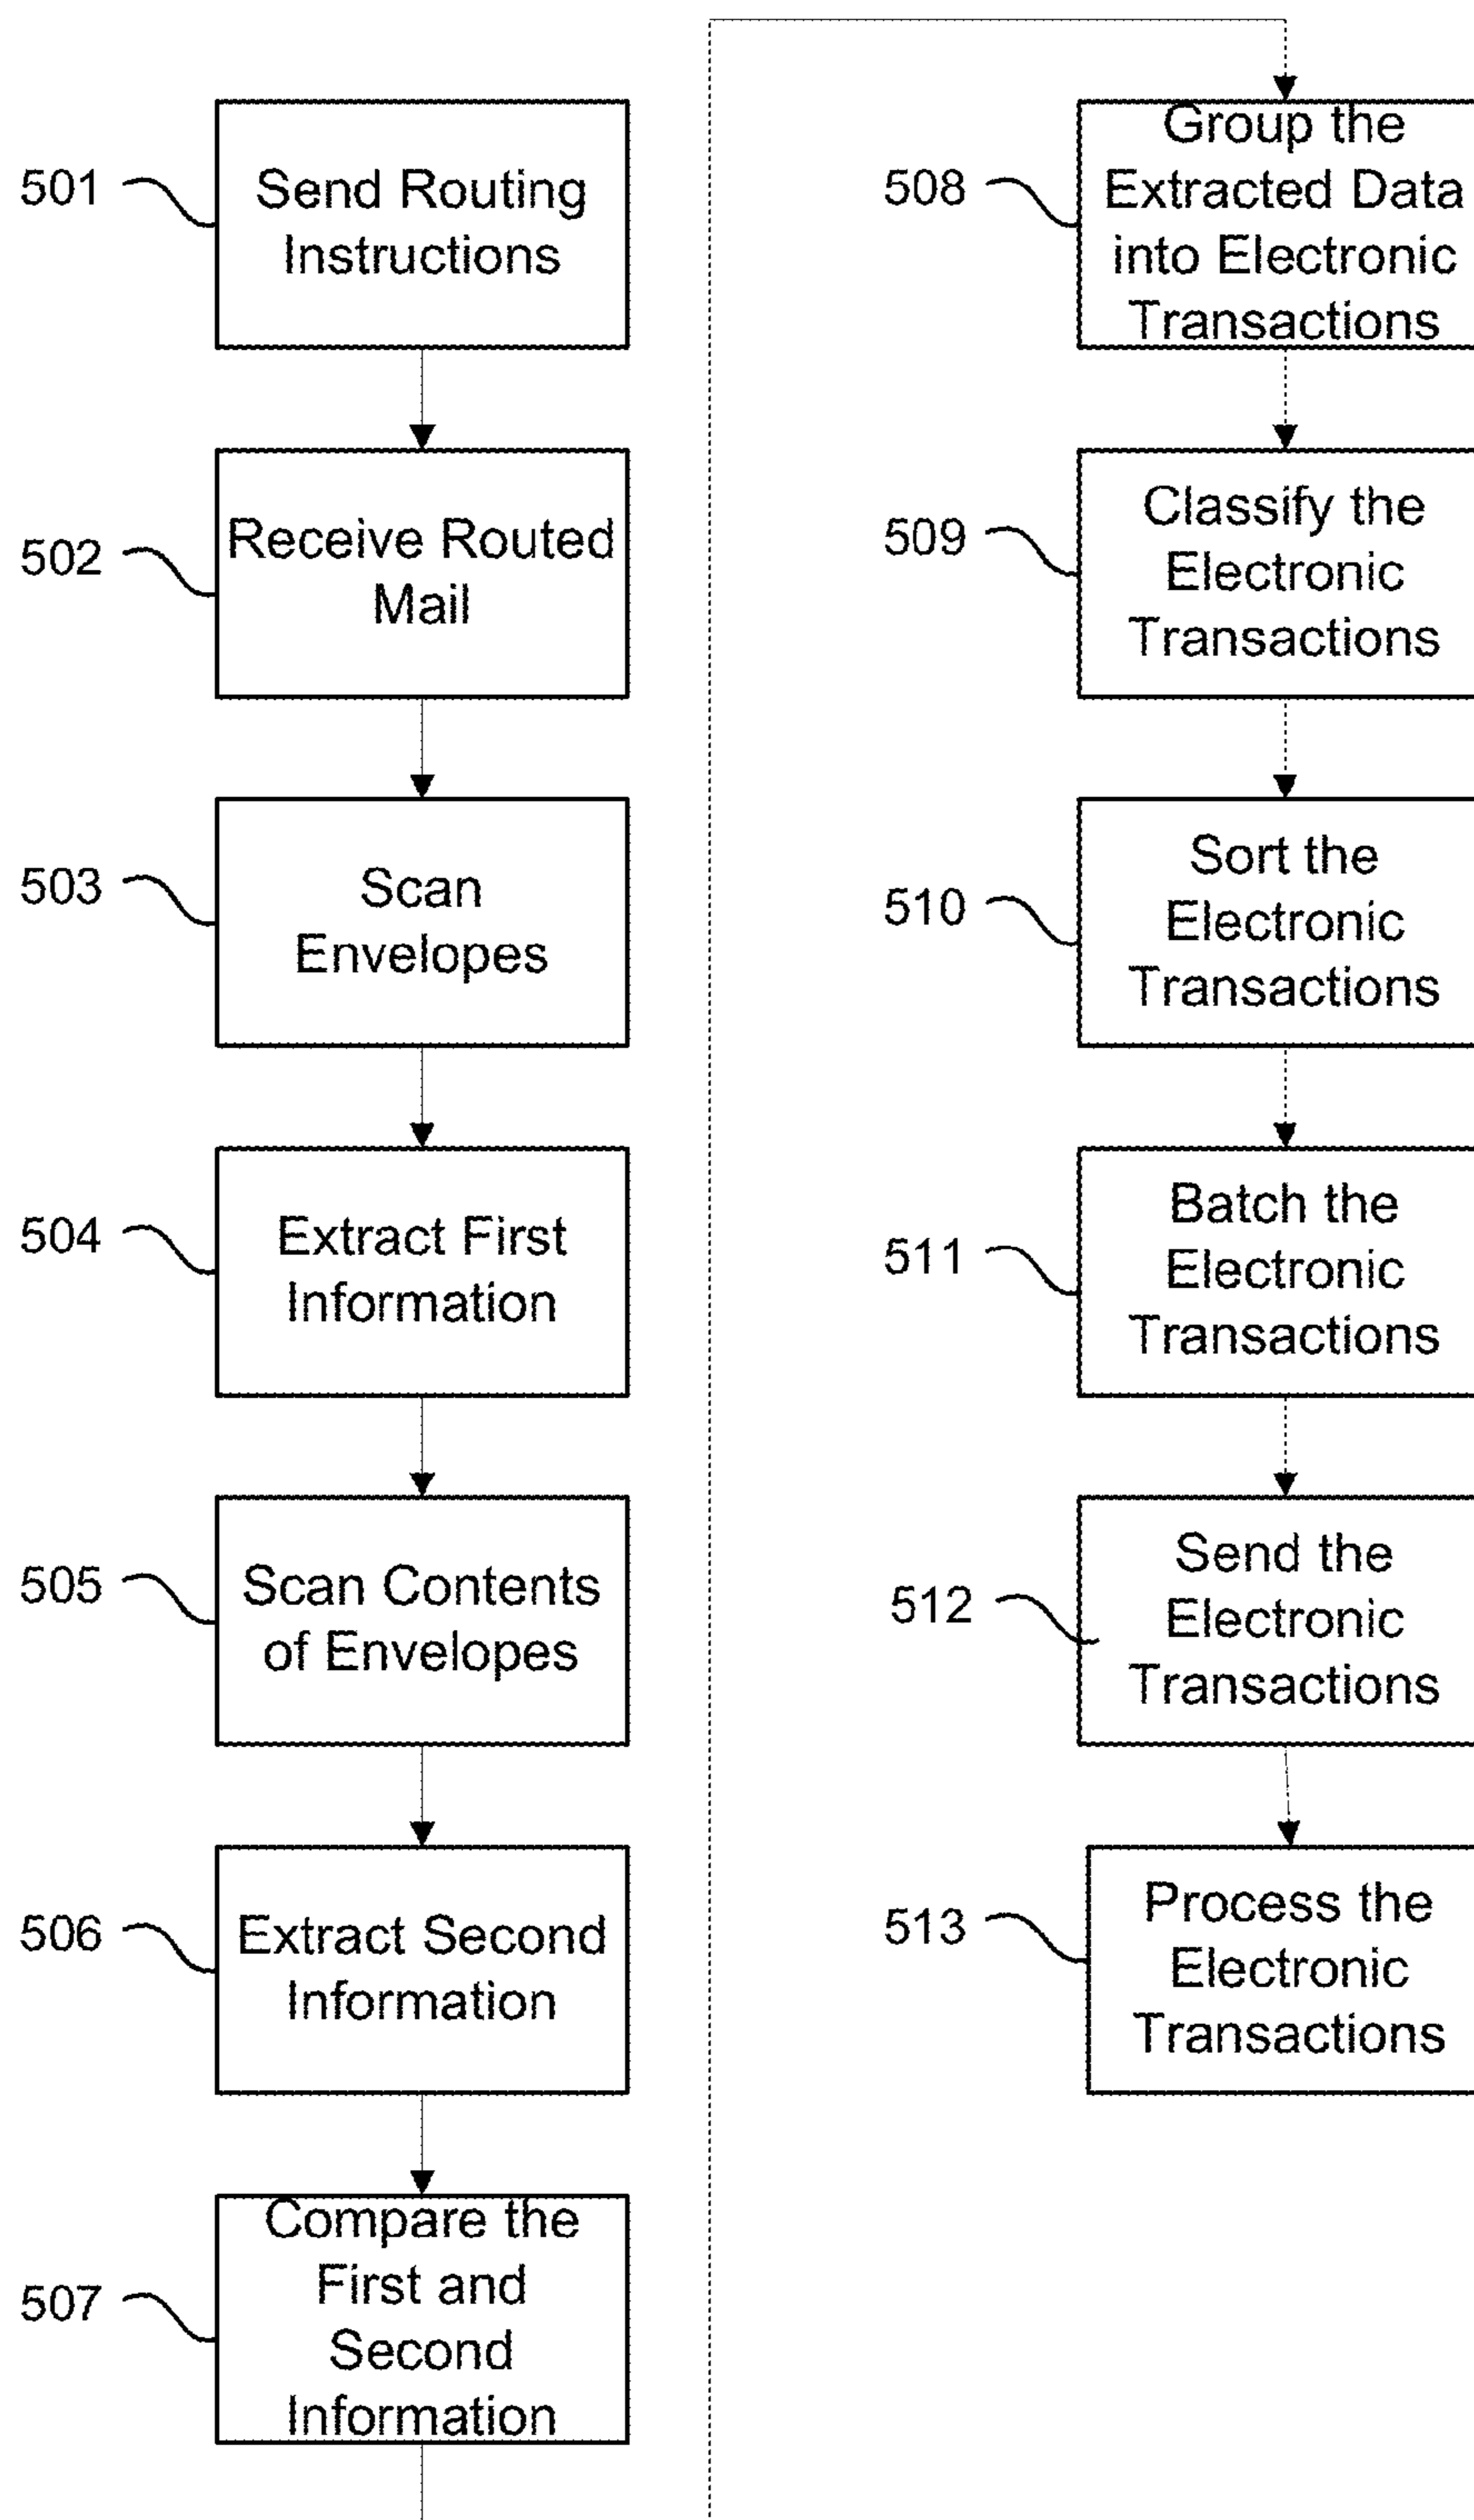 501
Send Routing
Instructions
502
Receive Routed
Mail
503
Scan
Envelopes
504
Extract First
Information
505
Scan Contents
of Envelopes
506
Extract Second
Information
507
Compare the
First and
Second
Information
508
Group the
Extracted Data
into Electronic
Transactions
509
Classify the
Electronic
Transactions
510
Sort the
Electronic
Transactions
511
Batch the
Electronic
Transactions
512
Send the
Electronic
Transactions
513
Process the
Electronic
Transactions